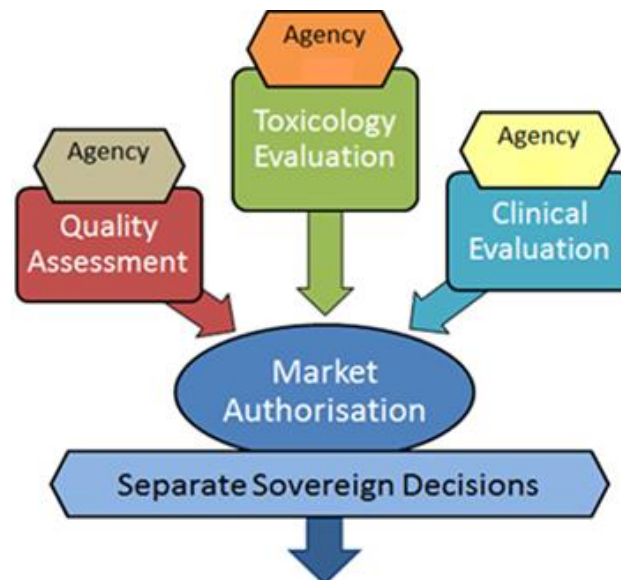 Agency
Toxicology
Evaluation
Agency
Quality
Assessment
Agency
Clinical
Evaluation
Market
Authorisation
Separate Sovereign Decisions